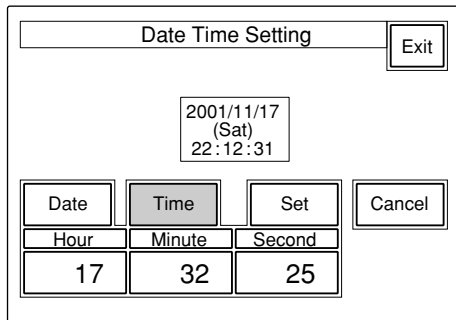 Date Time Setting
Exit
2001/11/17
(Sat)
22:12:31
Date Time Set Cancel
Hour Minute Second
17 32 25